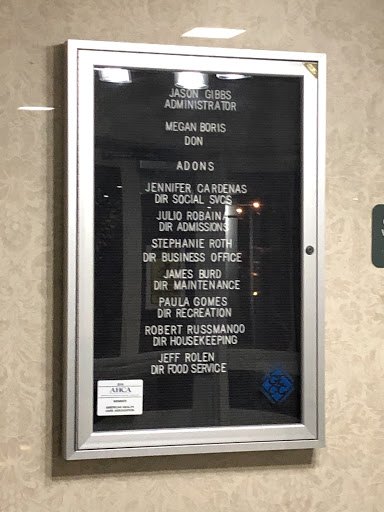 JASON GIBBS
ADMINISTRATOR
MEGAN BORIS
DON
ADONS
JENNIFER CARDENAS
DIR SOCIAL SVCS
JULIO ROBAINA
DIR ADMISSIONS
STEPHANIE ROTH
DIR BUSINESS OFFICE
JAMES BURD
DIR MAINTENANCE
PAULA GOMES
DIR RECREATION
ROBERT RUSSMANOO
DIR HOUSEKEEPING
JEFF ROLEN
DIR FOOD SERVICE
AHCA